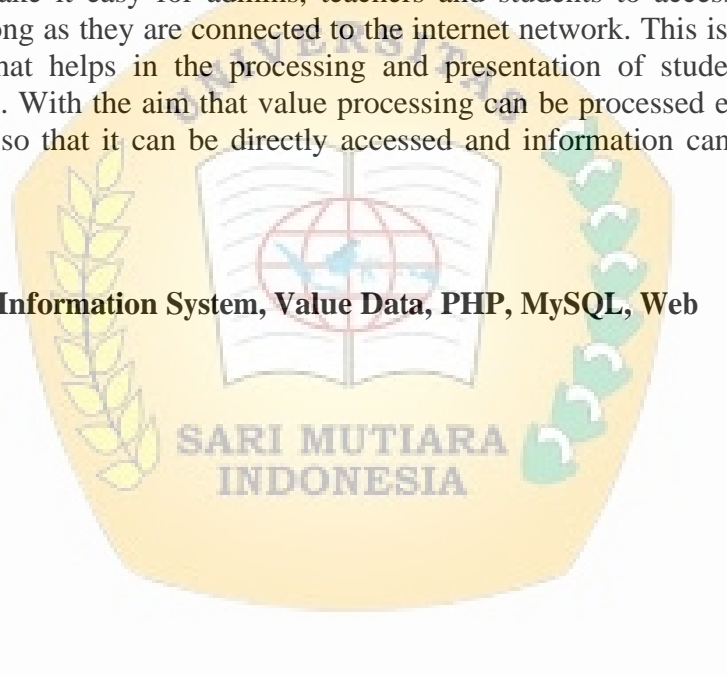 ake it easy for admins, teachers and students to access
ong as they are connected to the internet network. This is
hat helps in the processing and presentation of stude
. With the aim that value processing can be processed e
so that it can be directly accessed and information can
Information System, Value Data, PHP, MySQL, Web
UNIVERSITAS
SARI MUTIARA
INDONESIA